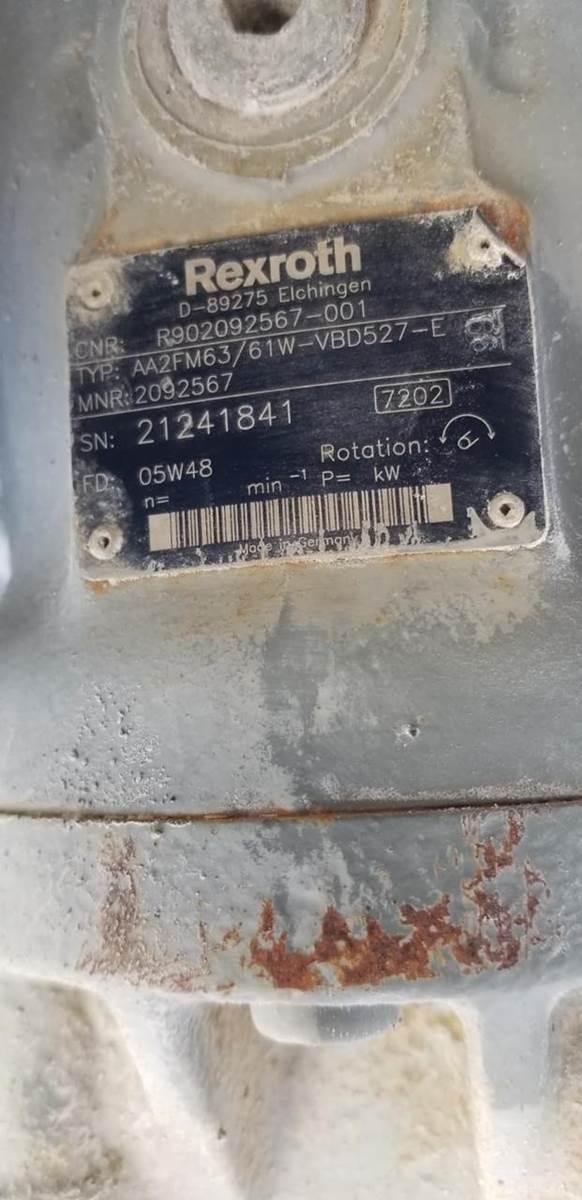 Rexroth
D-89275 Elchingen
CNR: R902092567-001
TYP: AA2FM63/61W-VBD527-E
MNR: 2092567
SN: 21241841 7202
FD: 05W48 Rotation:
n= min⁻¹ P= kW
Made in Germany